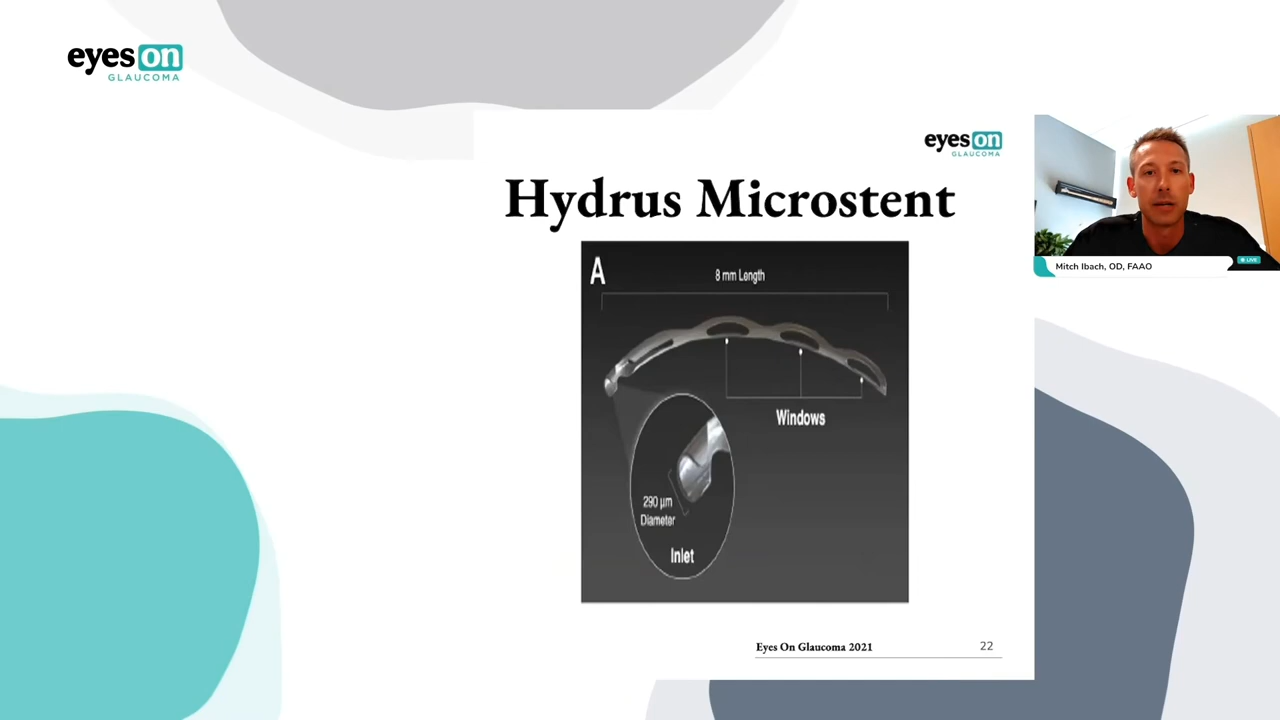 eyes on
GLAUCOMA
eyes on
GLAUCOMA
Hydrus Microstent
A
8 mm Length
Windows
290 µm
Diameter
Inlet
Eyes On Glaucoma 2021
22
Mitch Ibach, OD, FAAO
LIVE